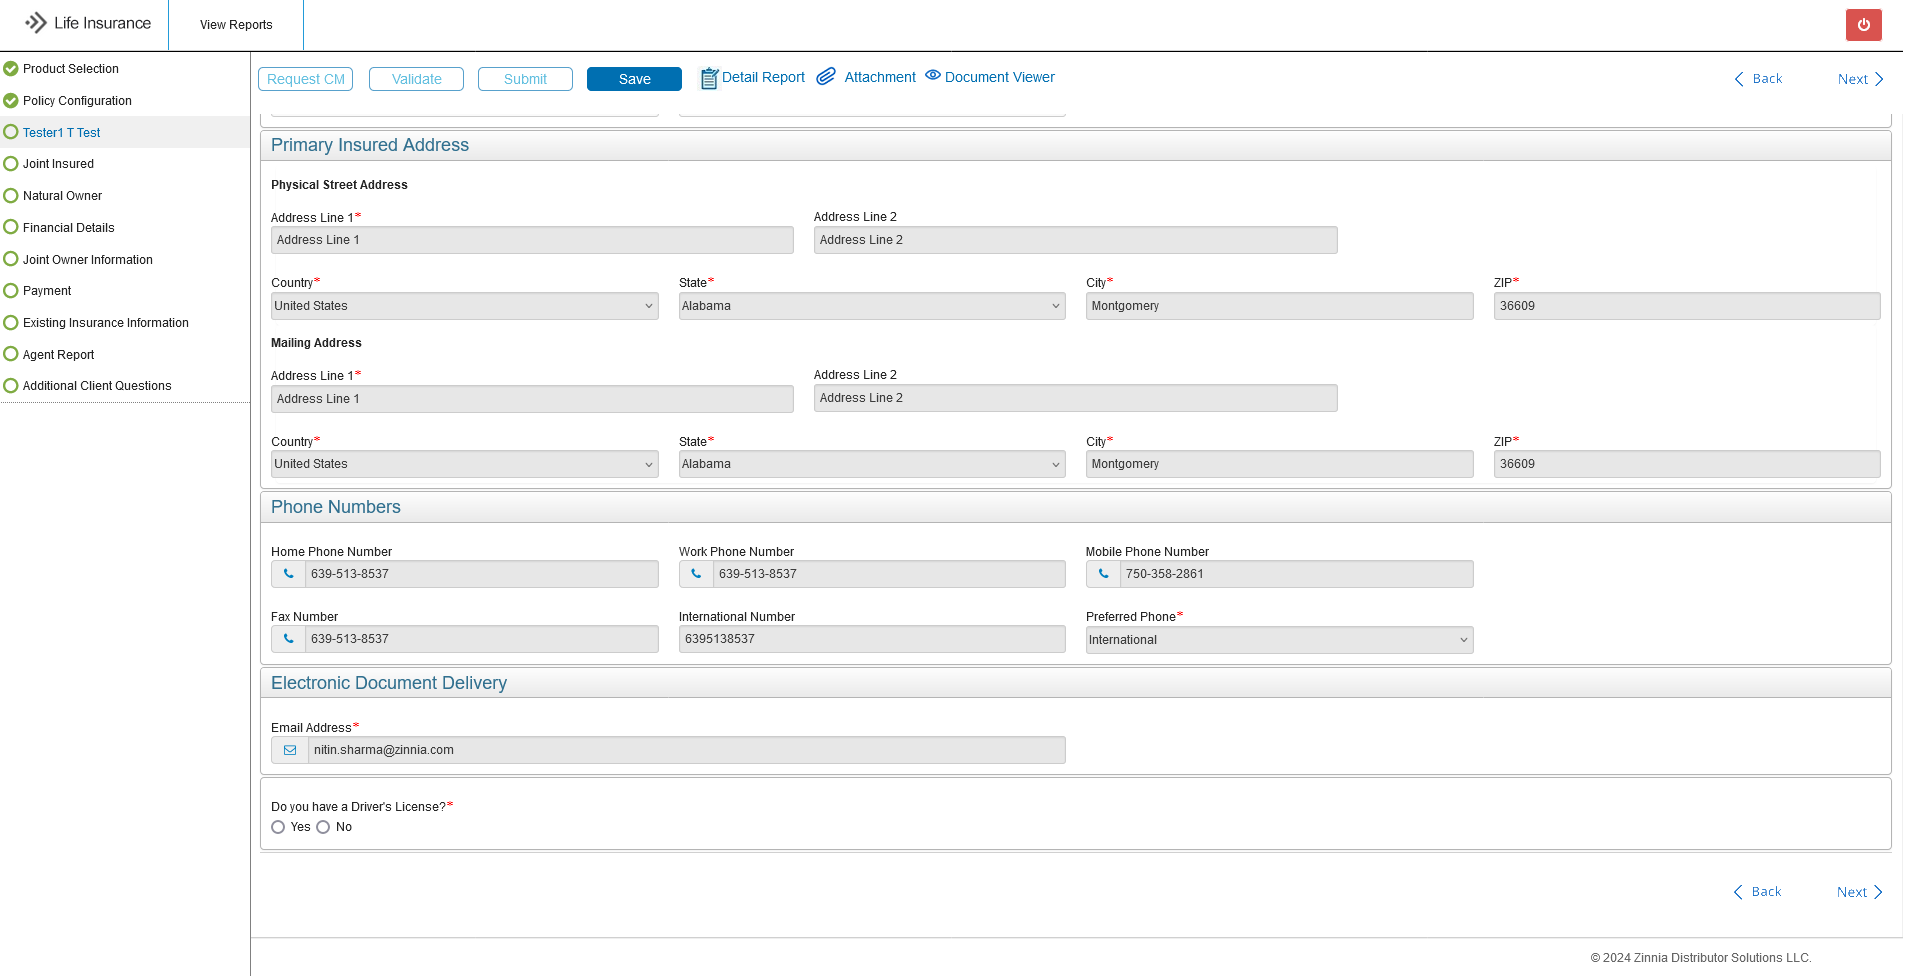 Life Insurance
View Reports
Product Selection
Policy Configuration
Tester1 T Test
Joint Insured
Natural Owner
Financial Details
Joint Owner Information
Payment
Existing Insurance Information
Agent Report
Additional Client Questions
Request CM Validate Submit Save Detail Report Attachment Document Viewer Back Next
Primary Insured Address
Physical Street Address
Address Line 1* Address Line 2
Address Line 1 Address Line 2
Country* State* City* ZIP*
United States Alabama Montgomery 36609
Mailing Address
Address Line 1* Address Line 2
Address Line 1 Address Line 2
Country* State* City* ZIP*
United States Alabama Montgomery 36609
Phone Numbers
Home Phone Number Work Phone Number Mobile Phone Number
639-513-8537 639-513-8537 750-358-2861
Fax Number International Number Preferred Phone*
639-513-8537 6395138537 International
Electronic Document Delivery
Email Address*
nitin.sharma@zinnia.com
Do you have a Driver's License?*
Yes No
Back Next
© 2024 Zinnia Distributor Solutions LLC.